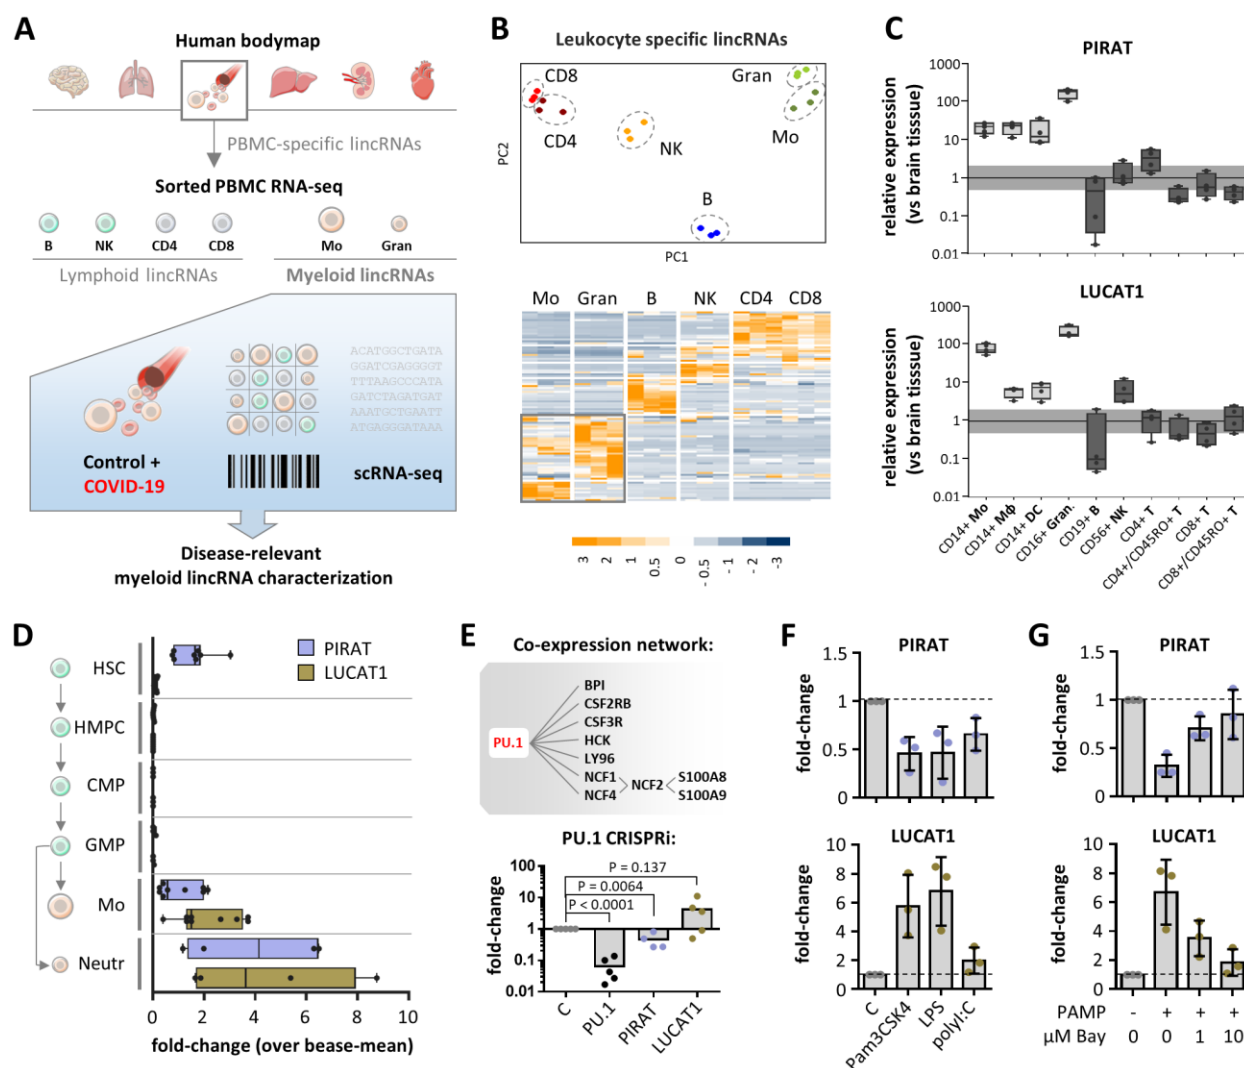 A
Human bodymap
PBMC-specific lincRNAs
Sorted PBMC RNA-seq
B NK CD4 CD8 Mo Gran
Lymphoid lincRNAs Myeloid lincRNAs
ACATGGCTGATA
GGATCGAGGGGT
TTTAAGCCCATA
GATCTAGATGAT
AAATGCTGAATT
ATGAGGGATAAA
Control +
COVID-19
scRNA-seq
Disease-relevant
myeloid lincRNA characterization
B
Leukocyte specific lincRNAs
CD8
CD4
NK
Gran
Mo
B
PC2
PC1
Mo Gran B NK CD4 CD8
3 2 1 0.5 0 - 0.5 - 1 - 2 - 3
C
PIRAT
relative expression
(vs brain tisssue)
1000
100
10
1
0.1
0.01
LUCAT1
relative expression
(vs brain tisssue)
1000
100
10
1
0.1
0.01
CD14+ Mo
CD14+ Mɸ
CD14+ DC
CD16+ Gran.
CD19+ B
CD56+ NK
CD4+ T
CD4+/CD45RO+ T
CD8+ T
CD8+/CD45RO+ T
D
PIRAT
LUCAT1
HSC
HMPC
CMP
GMP
Mo
Neutr
0 2 4 6 8 10
fold-change (over bease-mean)
E
Co-expression network:
PU.1
BPI
CSF2RB
CSF3R
HCK
LY96
NCF1
NCF4
NCF2
S100A8
S100A9
PU.1 CRISPRi:
fold-change
100
10
1
0.1
0.01
P = 0.137
P = 0.0064
P < 0.0001
C
PU.1
PIRAT
LUCAT1
F
PIRAT
fold-change
1.5
1
0.5
0
LUCAT1
fold-change
10
8
6
4
2
0
C
Pam3CSK4
LPS
polyI:C
G
PIRAT
fold-change
1.5
1
0.5
0
LUCAT1
fold-change
10
8
6
4
2
0
PAMP - + + +
µM Bay 0 0 1 10